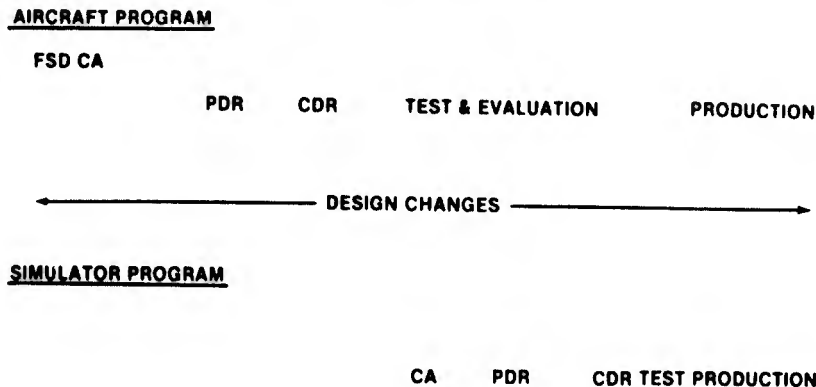 AIRCRAFT PROGRAM
FSD CA
PDR CDR TEST & EVALUATION PRODUCTION
DESIGN CHANGES
SIMULATOR PROGRAM
CA PDR CDR TEST PRODUCTION